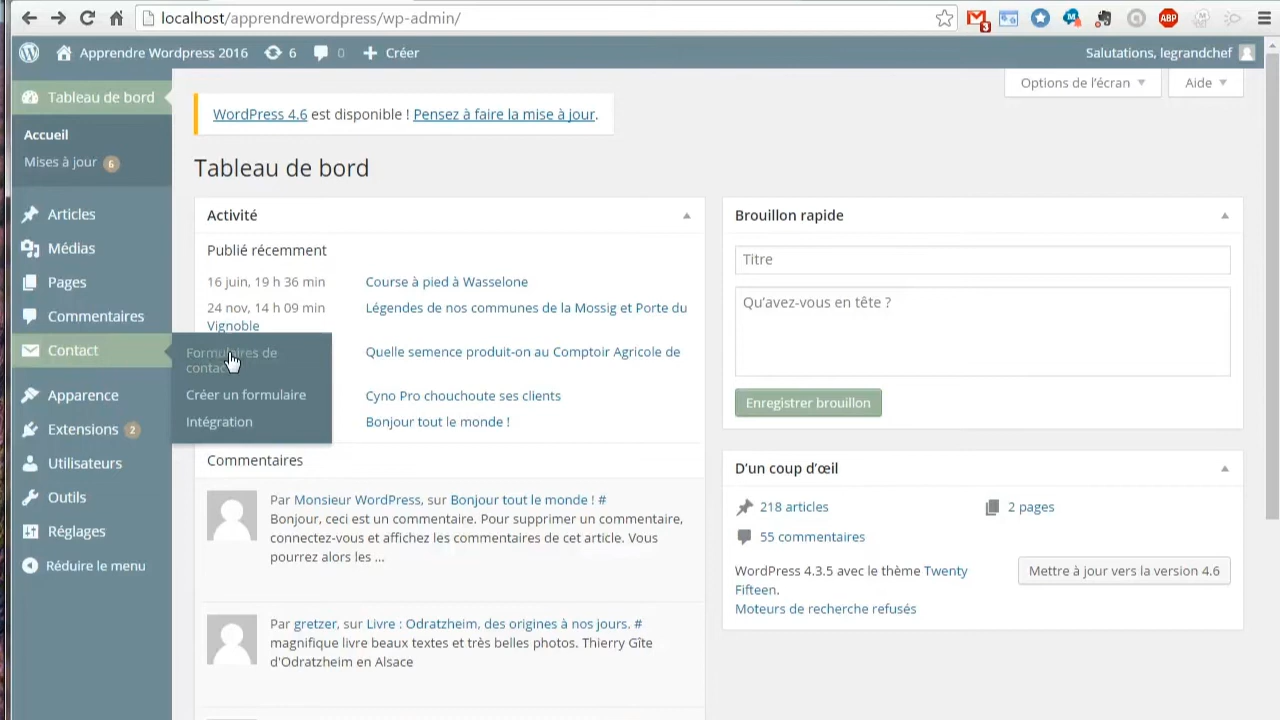 localhost/apprendrewordpress/wp-admin/
3
ABP
Apprendre Wordpress 2016
6
0
Créer
Salutations, legrandchef
Tableau de bord
Accueil
Mises à jour 6
Articles
Médias
Pages
Commentaires
Contact
Apparence
Extensions 2
Utilisateurs
Outils
Réglages
Réduire le menu
Formulaires de
contact
Créer un formulaire
Intégration
Options de l'écran
Aide
WordPress 4.6 est disponible ! Pensez à faire la mise à jour.
Tableau de bord
Activité
Publié récemment
16 juin, 19 h 36 min Course à pied à Wasselone
24 nov, 14 h 09 min Légendes de nos communes de la Mossig et Porte du
Vignoble
Quelle semence produit-on au Comptoir Agricole de
Cyno Pro chouchoute ses clients
Bonjour tout le monde !
Commentaires
Par Monsieur WordPress, sur Bonjour tout le monde ! #
Bonjour, ceci est un commentaire. Pour supprimer un commentaire,
connectez-vous et affichez les commentaires de cet article. Vous
pourrez alors les ...
Par gretzer, sur Livre : Odratzheim, des origines à nos jours. #
magnifique livre beaux textes et très belles photos. Thierry Gîte
d'Odratzheim en Alsace
Brouillon rapide
Titre
Qu'avez-vous en tête ?
Enregistrer brouillon
D'un coup d'œil
218 articles
2 pages
55 commentaires
WordPress 4.3.5 avec le thème Twenty
Fifteen.
Mettre à jour vers la version 4.6
Moteurs de recherche refusés